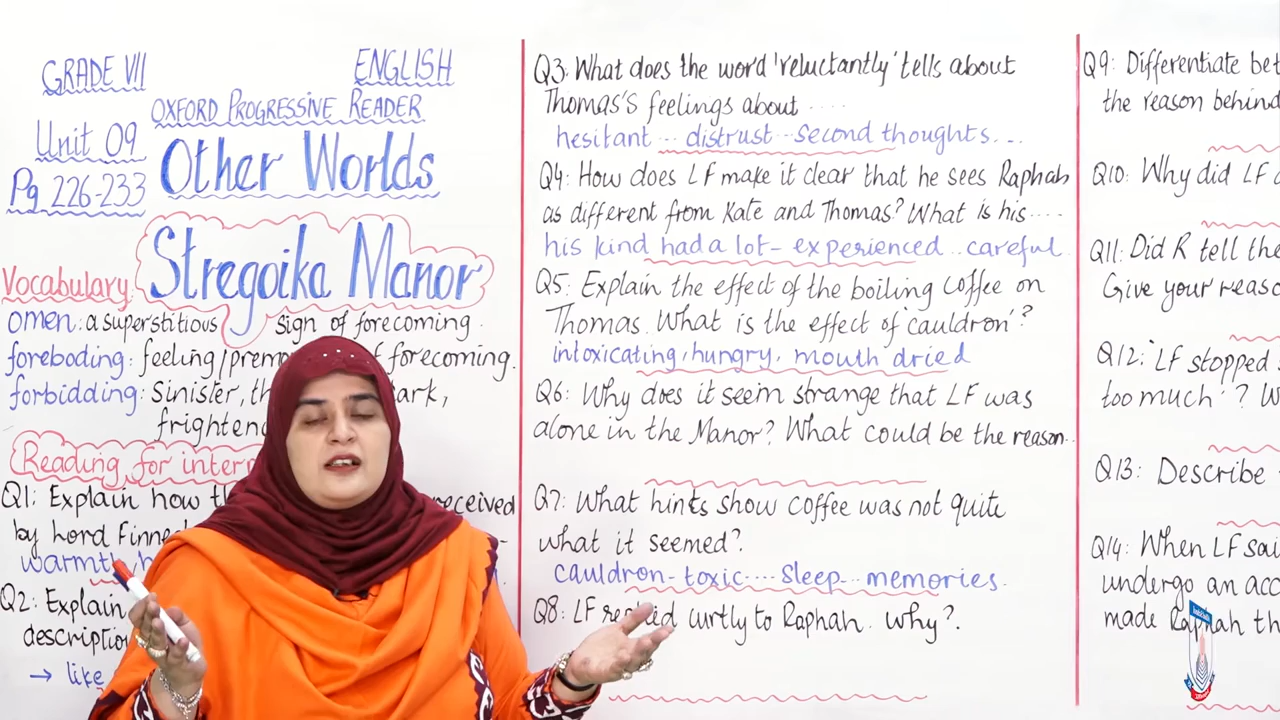 GRADE VII
ENGLISH
OXFORD PROGRESSIVE READER
Unit 09
Other Worlds
Pg 226-233
Stregoika Manor
Vocabulary
omen: a superstitious sign of forecoming.
foreboding: feeling/prem f forecoming.
forbidding: Sinister, th ark,
frighten
Reading for inter
Q1: Explain how th received
by Lord Finne
warmth, h
Q2: Explain
description
→ like
Q3: What does the word 'reluctantly' tells about
Thomas's feelings about ....
hesitant ... distrust ... second thoughts...
Q4: How does LF make it clear that he sees Raphah
as different from Kate and Thomas? What is his ....
his kind had a lot - experienced .. careful.
Q5: Explain the effect of the boiling coffee on
Thomas. What is the effect of 'cauldron'?
intoxicating, hungry, mouth dried
Q6: Why does it seem strange that LF was
alone in the Manor? What could be the reason..
Q7: What hints show coffee was not quite
what it seemed?
cauldron - toxic .... sleep .. memories.
Q8: LF replied curtly to Raphah. Why?.
Q9: Differentiate bet
the reason behind
Q10: Why did LF
Q11: Did R tell the
Give your reaso
Q12: 'LF stopped
too much'? W
Q13: Describe
Q14: When LF sai
undergo an acc
made Raphah th